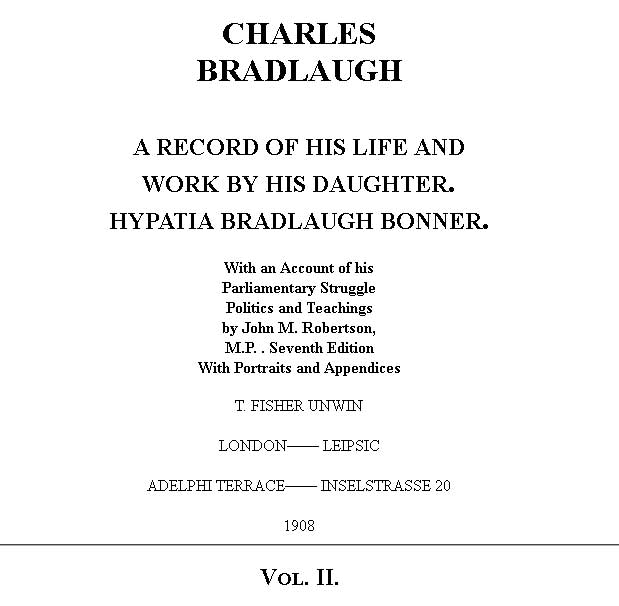 CHARLES
BRADLAUGH
A RECORD OF HIS LIFE AND
WORK BY HIS DAUGHTER.
HYPATIA BRADLAUGH BONNER.
With an Account of his
Parliamentary Struggle
Politics and Teachings
by John M. Robertson,
M.P. . Seventh Edition
With Portraits and Appendices
T. FISHER UNWIN
LONDON—— LEIPSIC
ADELPHI TERRACE—— INSELSTRASSE 20
1908
VOL. II.